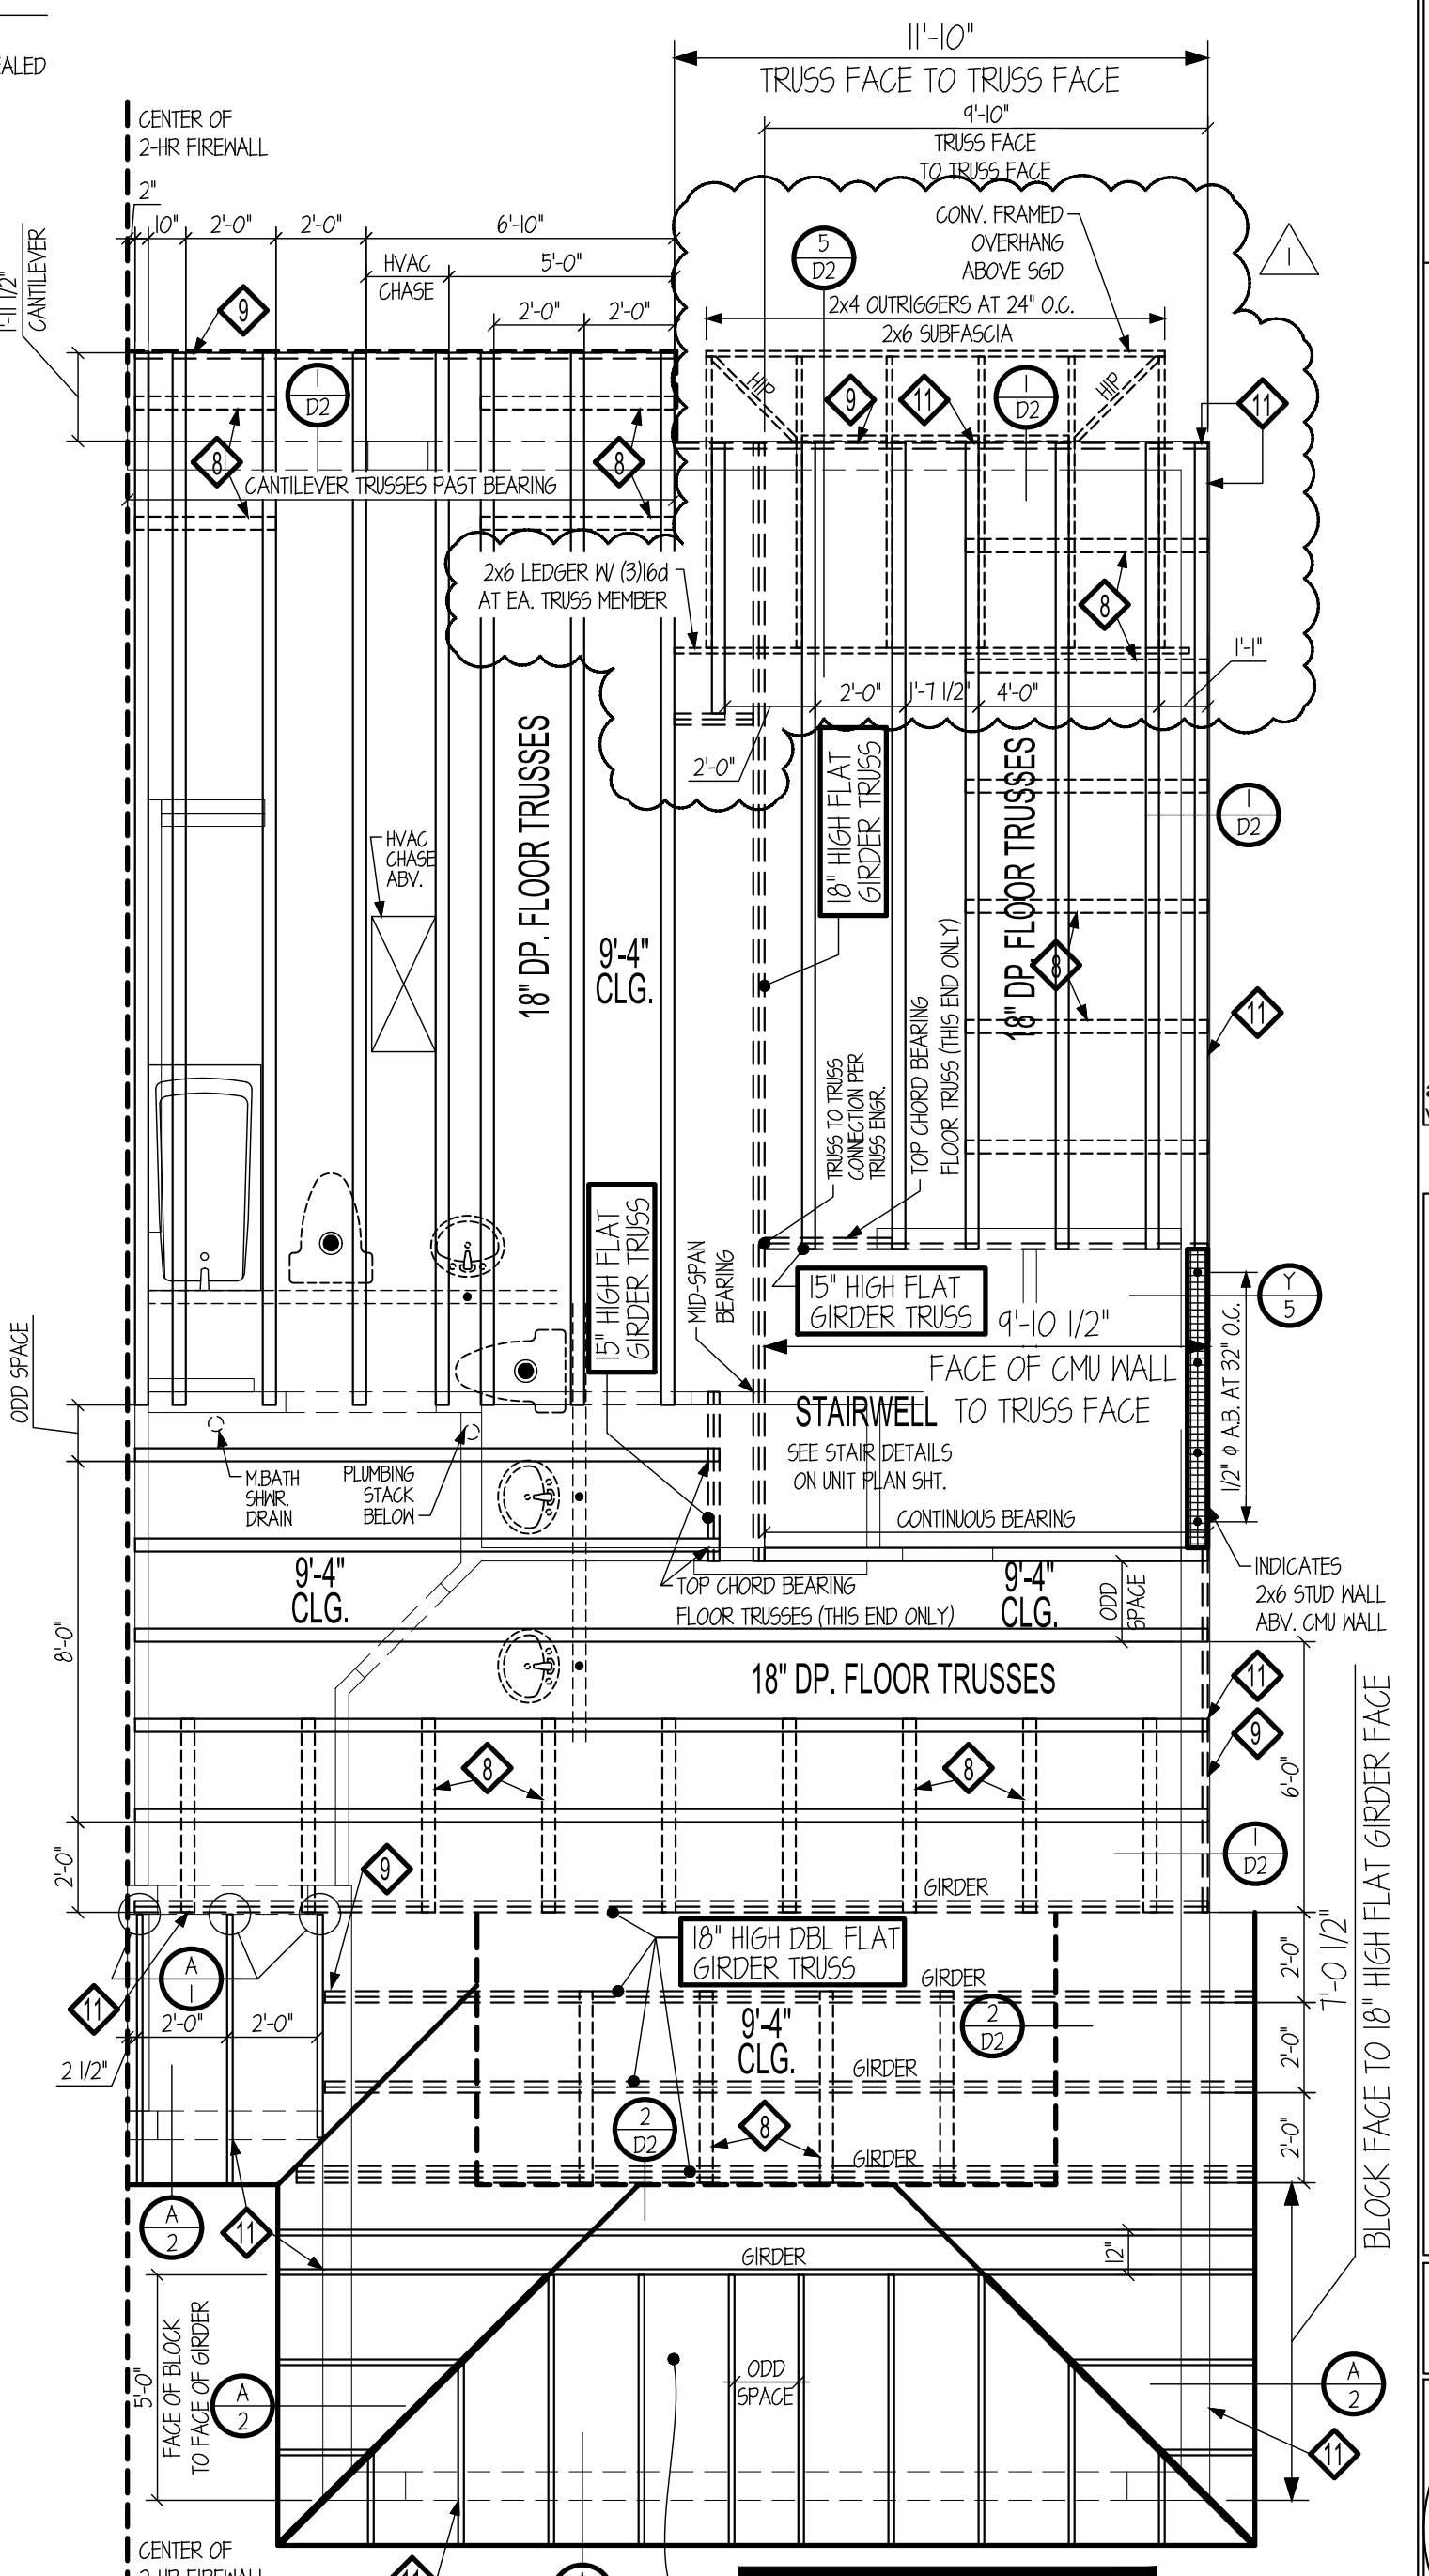 EALED
11'-10"
TRUSS FACE TO TRUSS FACE
9'-10"
TRUSS FACE
TO TRUSS FACE
CENTER OF
2-HR FIREWALL
2"
10"
2'-0"
2'-0"
6'-10"
HVAC
CHASE
5'-0"
2'-0"
2'-0"
1'-11 1/2"
CANTILEVER
9
CONV. FRAMED
OVERHANG
ABOVE SGD
1
5
D2
2x4 OUTRIGGERS AT 24" O.C.
2x6 SUBFASCIA
HIP
HIP
9
11
1
D2
11
1
D2
8
8
CANTILEVER TRUSSES PAST BEARING
2x6 LEDGER W/ (3)16d
AT EA. TRUSS MEMBER
8
1'-1"
2'-0"
1'-7 1/2"
4'-0"
2'-0"
18" DP. FLOOR TRUSSES
18" HIGH FLAT
GIRDER TRUSS
18" DP. FLOOR TRUSSES
1
D2
HVAC
CHASE
ABV.
9'-4"
CLG.
8
11
TRUSS TO TRUSS
CONNECTION PER
TRUSS ENGR.
TOP CHORD BEARING
FLOOR TRUSS (THIS END ONLY)
15" HIGH FLAT
GIRDER TRUSS
MID-SPAN
BEARING
15" HIGH FLAT
GIRDER TRUSS
Y
5
9'-10 1/2"
FACE OF CMU WALL
TO TRUSS FACE
1/2" ϕ A.B. AT 32" O.C.
ODD SPACE
STAIRWELL
SEE STAIR DETAILS
ON UNIT PLAN SHT.
M.BATH
SHWR.
DRAIN
PLUMBING
STACK
BELOW
CONTINUOUS BEARING
INDICATES
2x6 STUD WALL
ABV. CMU WALL
9'-4"
CLG.
TOP CHORD BEARING
FLOOR TRUSSES (THIS END ONLY)
9'-4"
CLG.
ODD
SPACE
8'-0"
18" DP. FLOOR TRUSSES
11
9
6'-0"
8
8
2'-0"
9
1
D2
GIRDER
18" HIGH DBL FLAT
GIRDER TRUSS
A
1
11
2'-0"
2'-0"
2 1/2"
GIRDER
9'-4"
CLG.
2
D2
2'-0"
7'-0 1/2"
BLOCK FACE TO 18" HIGH FLAT GIRDER FACE
GIRDER
2'-0"
2
D2
8
GIRDER
2'-0"
A
2
11
GIRDER
12"
5'-0"
FACE OF BLOCK
TO FACE OF GIRDER
A
2
ODD
SPACE
A
2
11
CENTER OF
2-HR FIREWALL
11